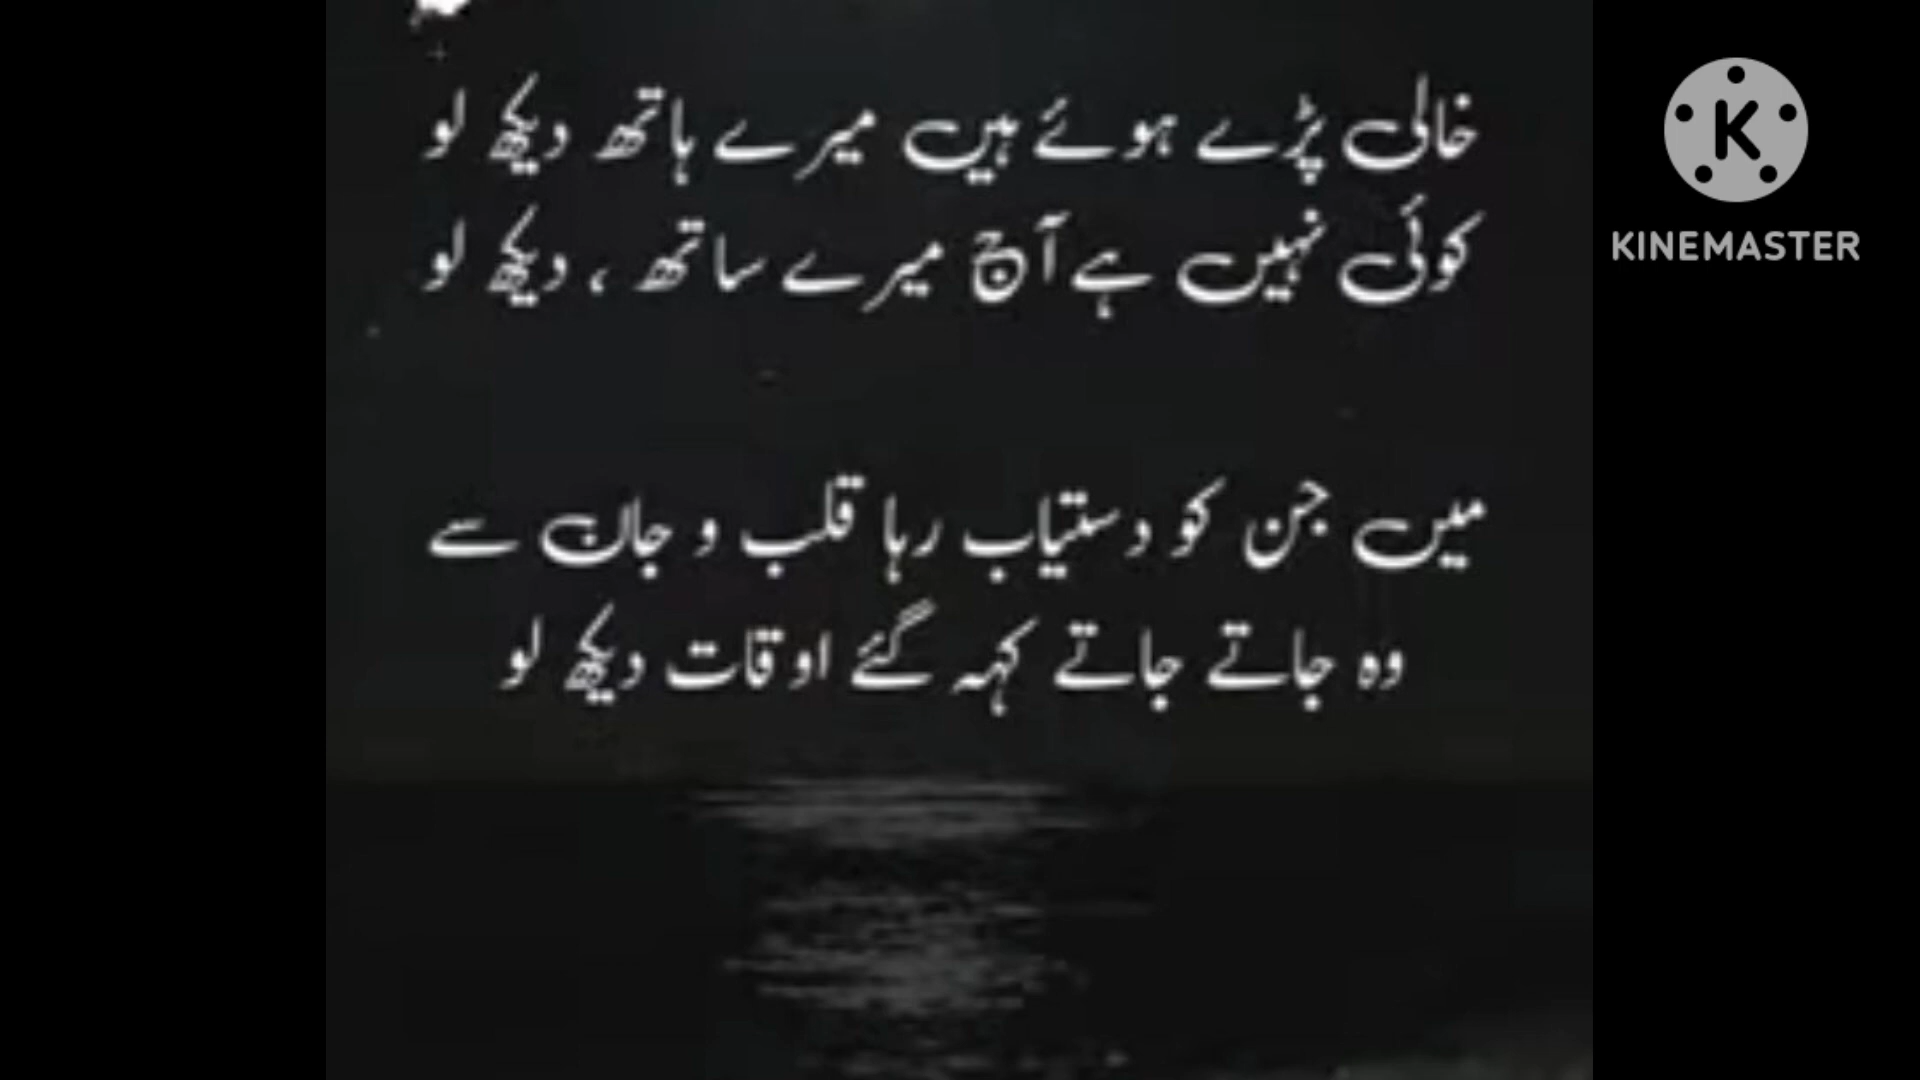 خالی پڑے ہوئے ہیں میرے ہاتھ دیکھ لو
کوئی نہیں ہے آج میرے ساتھ ، دیکھ لو
میں جن کو دستیاب رہا قلب و جان سے
وہ جاتے جاتے کہہ گئے اوقات دیکھ لو
K
KINEMASTER